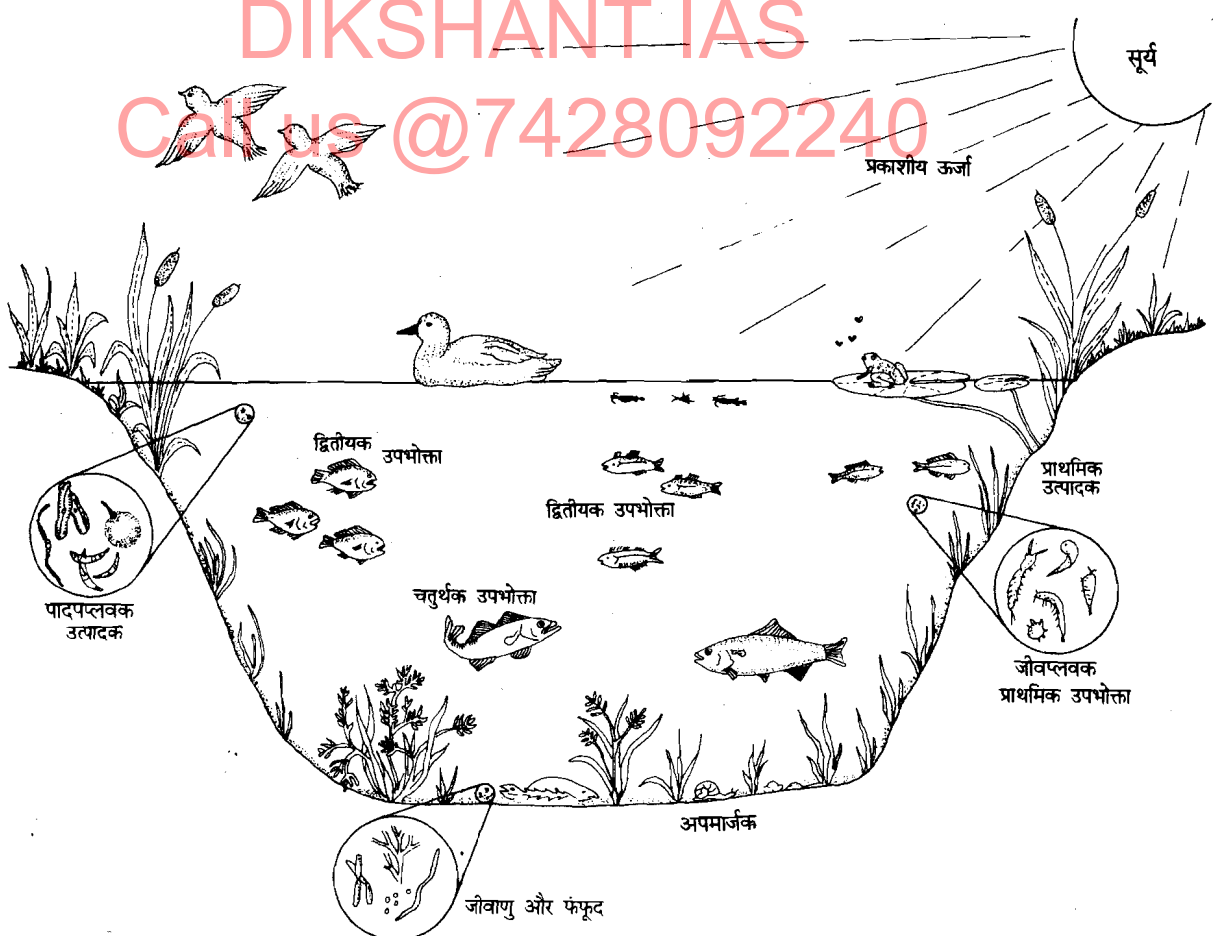 DIKSHANT IAS
Call us @7428092240
सूर्य
प्रकाशीय ऊर्जा
द्वितीयक
उपभोक्ता
द्वितीयक उपभोक्ता
प्राथमिक
उत्पादक
चतुर्थक उपभोक्ता
पादपप्लवक
उत्पादक
जीवप्लवक
प्राथमिक उपभोक्ता
अपमार्जक
जीवाणु और फंफूद